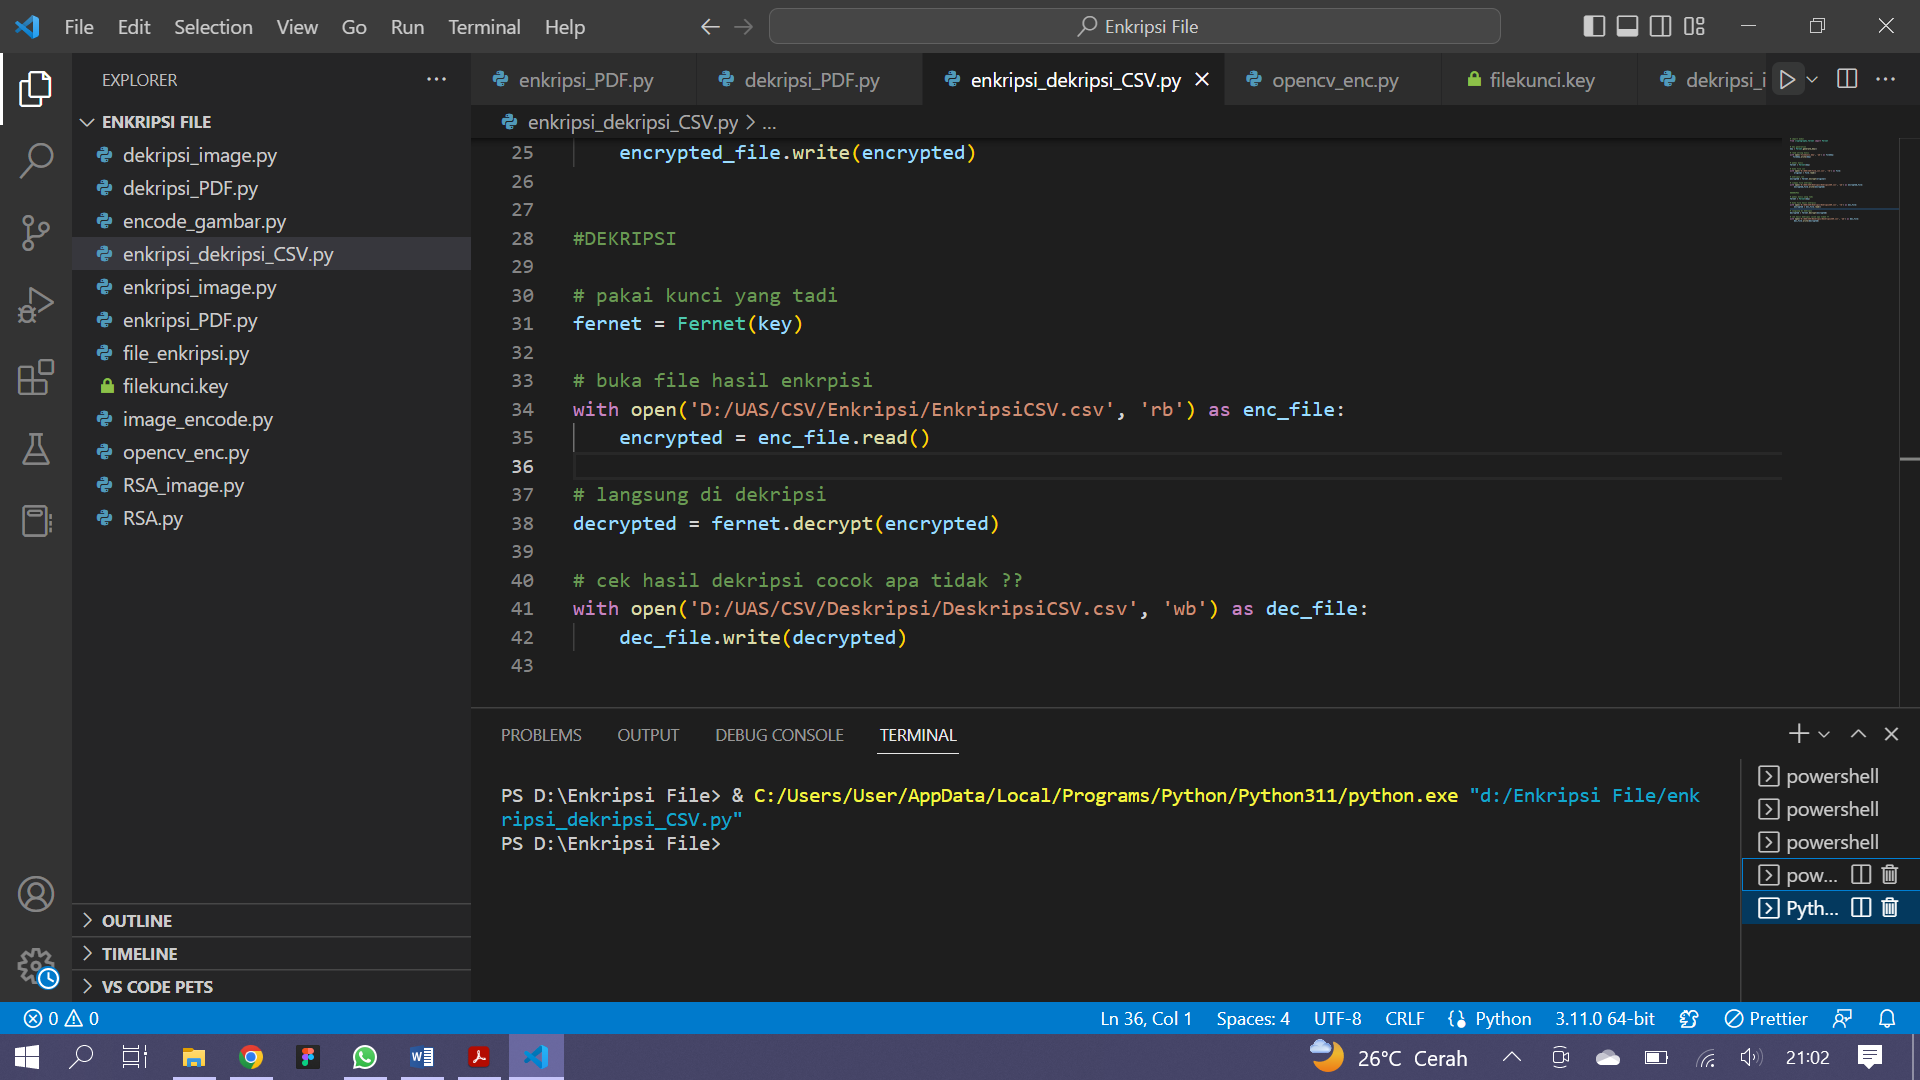 File Edit Selection View Go Run Terminal Help
Enkripsi File
EXPLORER
enkripsi_PDF.py
dekripsi_PDF.py
enkripsi_dekripsi_CSV.py
opencv_enc.py
filekunci.key
dekripsi_i
ENKRIPSI FILE
dekripsi_image.py
dekripsi_PDF.py
encode_gambar.py
enkripsi_dekripsi_CSV.py
enkripsi_image.py
enkripsi_PDF.py
file_enkripsi.py
filekunci.key
image_encode.py
opencv_enc.py
RSA_image.py
RSA.py
OUTLINE
TIMELINE
VS CODE PETS
enkripsi_dekripsi_CSV.py > ...
25 encrypted_file.write(encrypted)
26
27
28 #DEKRIPSI
29
30 # pakai kunci yang tadi
31 fernet = Fernet(key)
32
33 # buka file hasil enkrpisi
34 with open('D:/UAS/CSV/Enkripsi/EnkripsiCSV.csv', 'rb') as enc_file:
35 encrypted = enc_file.read()
36
37 # langsung di dekripsi
38 decrypted = fernet.decrypt(encrypted)
39
40 # cek hasil dekripsi cocok apa tidak ??
41 with open('D:/UAS/CSV/Deskripsi/DeskripsiCSV.csv', 'wb') as dec_file:
42 dec_file.write(decrypted)
43
PROBLEMS OUTPUT DEBUG CONSOLE TERMINAL
PS D:\Enkripsi File> & C:/Users/User/AppData/Local/Programs/Python/Python311/python.exe "d:/Enkripsi File/enk
ripsi_dekripsi_CSV.py"
PS D:\Enkripsi File>
powershell
powershell
powershell
pow...
Pyth...
0 0
Ln 36, Col 1 Spaces: 4 UTF-8 CRLF Python 3.11.0 64-bit Prettier
26°C Cerah
21:02